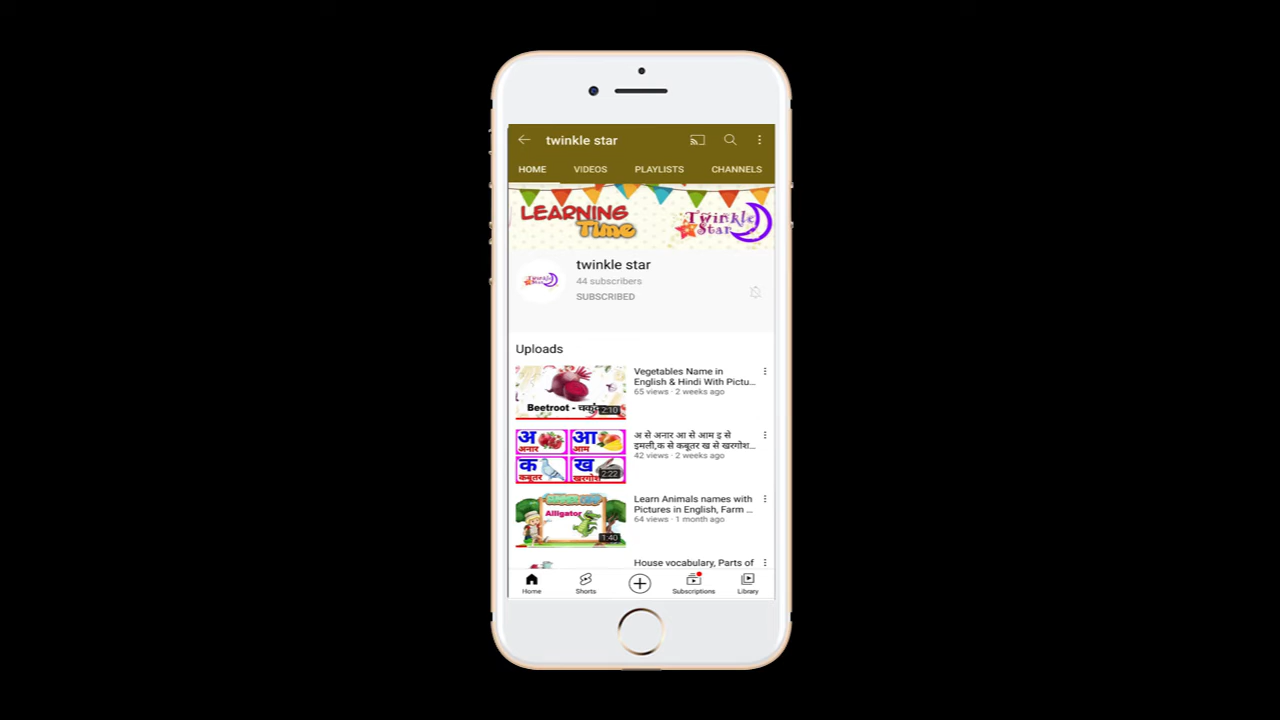 twinkle star
HOME VIDEOS PLAYLISTS CHANNELS
LEARNING
Time
Twinkle
Star
twinkle star
44 subscribers
SUBSCRIBED
Uploads
Vegetables Name in
English & Hindi With Pictu...
65 views · 2 weeks ago
Beetroot -
2:10
अ से अनार आ से आम इ से
इमली,क से कबूतर ख से खरगोश...
42 views · 2 weeks ago
अ आ
अनार आम
क ख
कबूतर खरगोश
2:22
Learn Animals names with
Pictures in English, Farm ...
64 views · 1 month ago
Alligator
1:40
House vocabulary, Parts of
Home Shorts Subscriptions Library